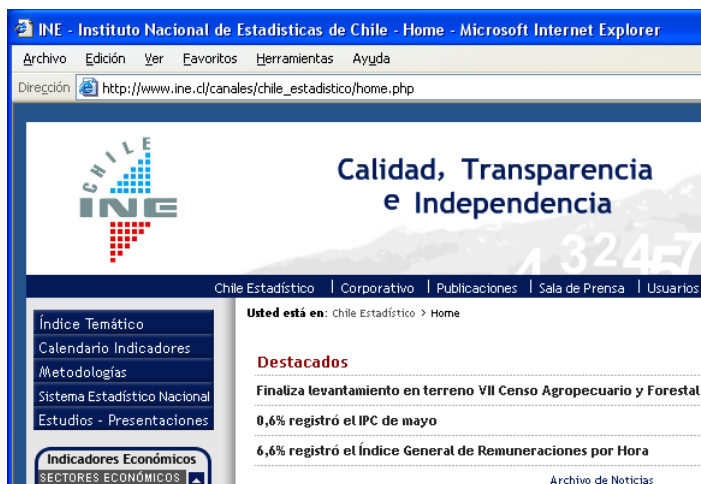 INE - Instituto Nacional de Estadisticas de Chile - Home - Microsoft Internet Explorer
Archivo Edición Ver Favoritos Herramientas Ayuda
Dirección http://www.ine.cl/canales/chile_estadistico/home.php
CHILE
INE
Calidad, Transparencia
e Independencia
4 32457
Chile Estadístico | Corporativo | Publicaciones | Sala de Prensa | Usuarios
Usted está en: Chile Estadístico > Home
Índice Temático
Calendario Indicadores
Metodologías
Sistema Estadístico Nacional
Estudios - Presentaciones
Indicadores Económicos
SECTORES ECONÓMICOS
Destacados
Finaliza levantamiento en terreno VII Censo Agropecuario y Forestal
0,6% registró el IPC de mayo
6,6% registró el Índice General de Remuneraciones por Hora
Archivo de Noticias